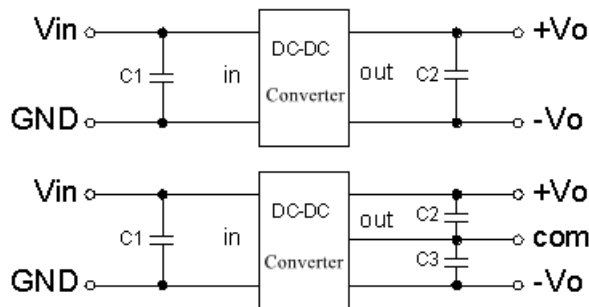 Vin
DC-DC
+Vo
C1
in
out
C2
Converter
GND
-Vo
Vin
DC-DC
+Vo
C1
in
out
C2
com
Converter
C3
GND
-Vo